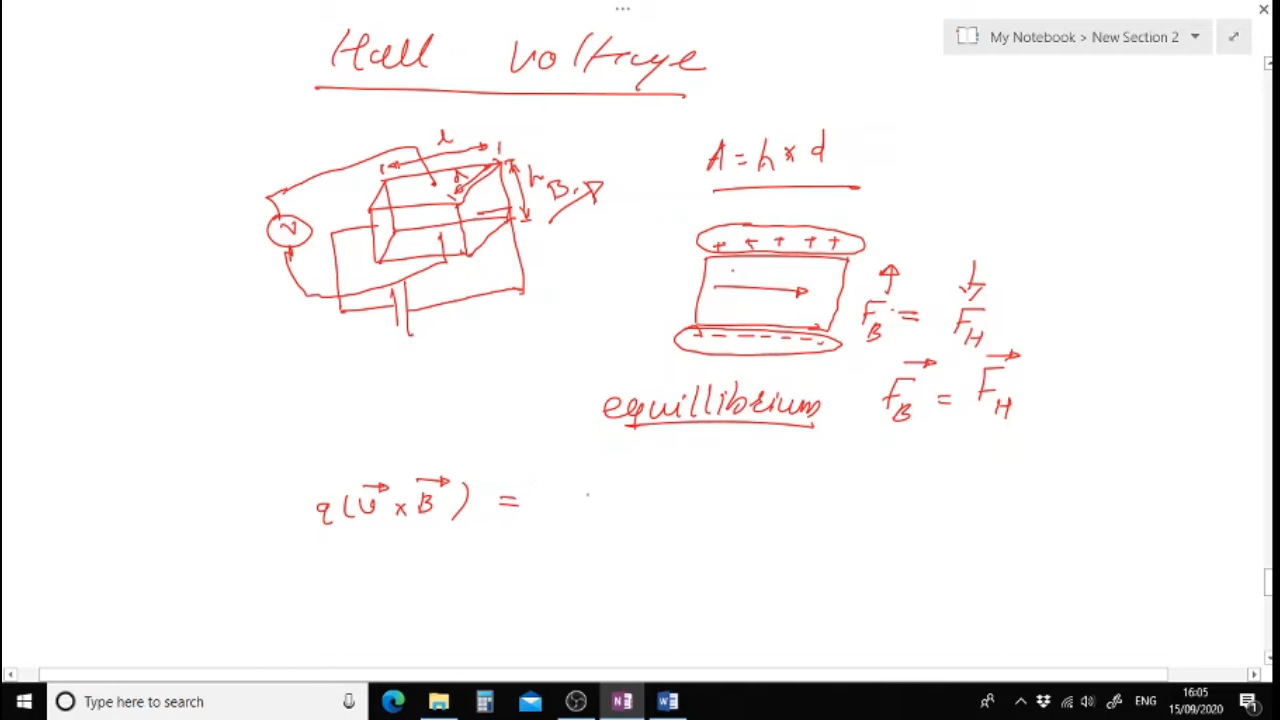 Hall voltage
My Notebook > New Section 2
l
d
h
B
V
A = h × d
+ + + + +
- - - - - -
F_B = F_H
equillibrium
F_B = F_H
q(v × B) =
Type here to search
ENG
16:05
15/09/2020
1